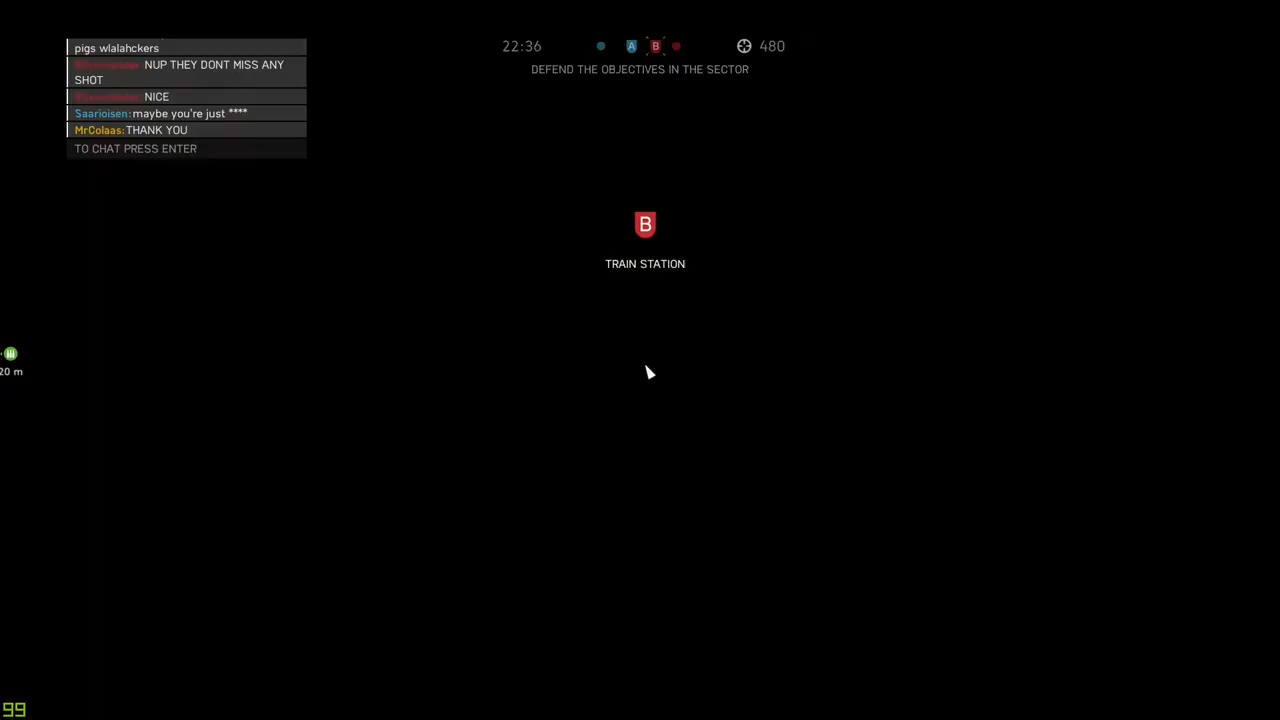 pigs wlalahckers
NUP THEY DONT MISS ANY
SHOT
NICE
Saarioisen: maybe you're just ****
MrColaas: THANK YOU
TO CHAT PRESS ENTER
22:36
A
B
480
DEFEND THE OBJECTIVES IN THE SECTOR
B
TRAIN STATION
20 m
99